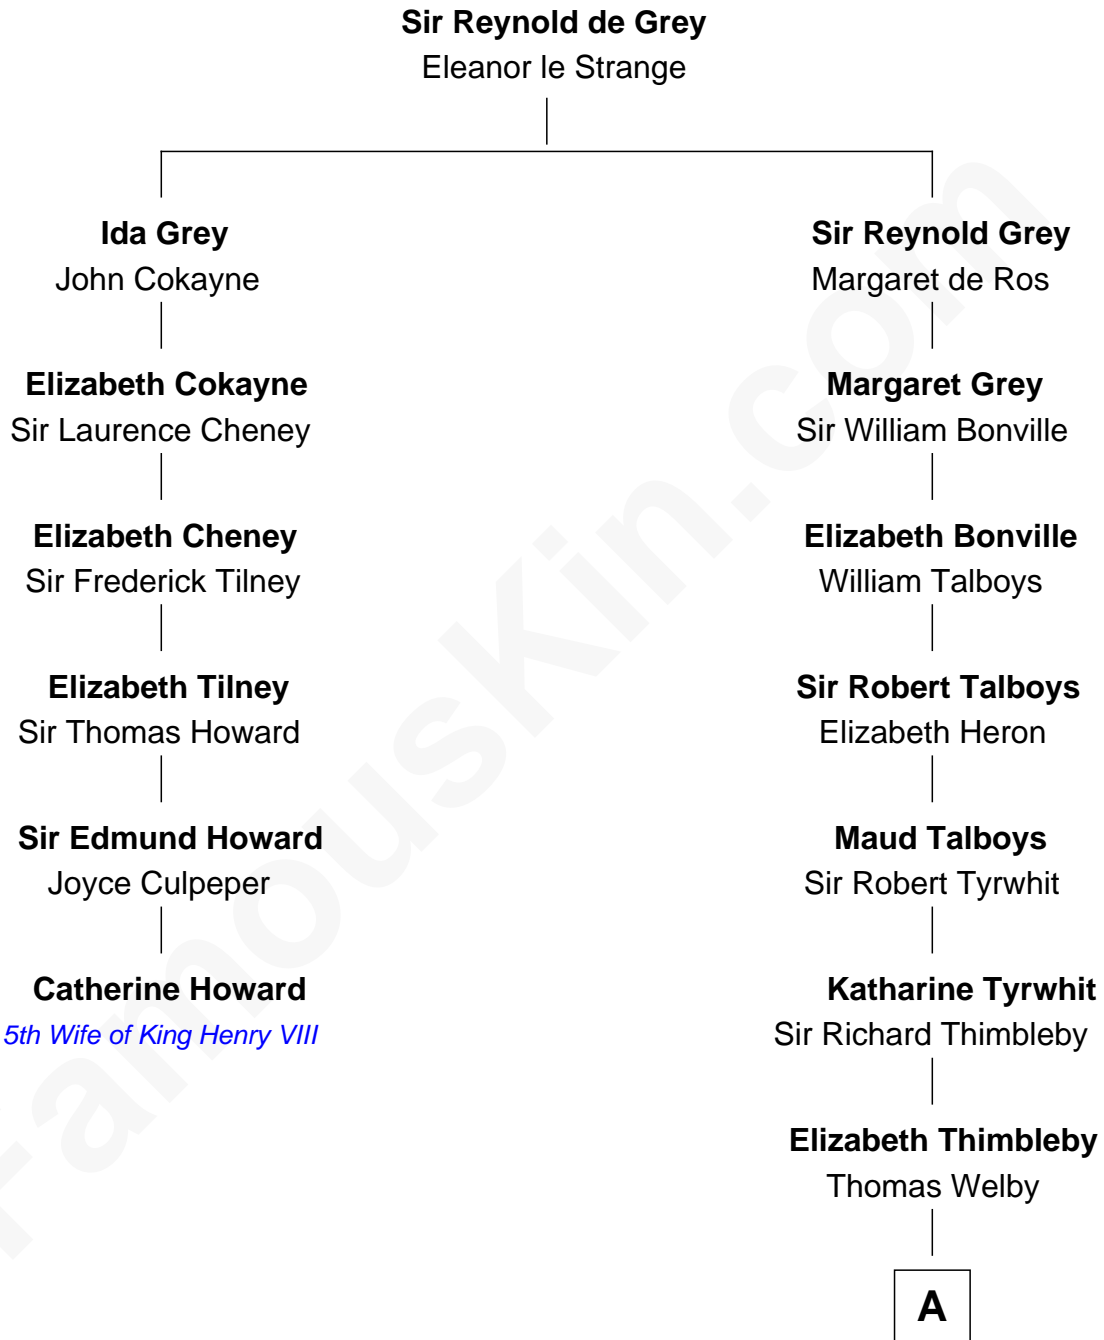 Sir Reynold de Grey
Eleanor le Strange
Ida Grey
John Cokayne
Elizabeth Cokayne
Sir Laurence Cheney
Elizabeth Cheney
Sir Frederick Tilney
Elizabeth Tilney
Sir Thomas Howard
Sir Edmund Howard
Joyce Culpeper
Catherine Howard
5th Wife of King Henry VIII
Sir Reynold Grey
Margaret de Ros
Margaret Grey
Sir William Bonville
Elizabeth Bonville
William Talboys
Sir Robert Talboys
Elizabeth Heron
Maud Talboys
Sir Robert Tyrwhit
Katharine Tyrwhit
Sir Richard Thimbleby
Elizabeth Thimbleby
Thomas Welby
A
FamousKin.com